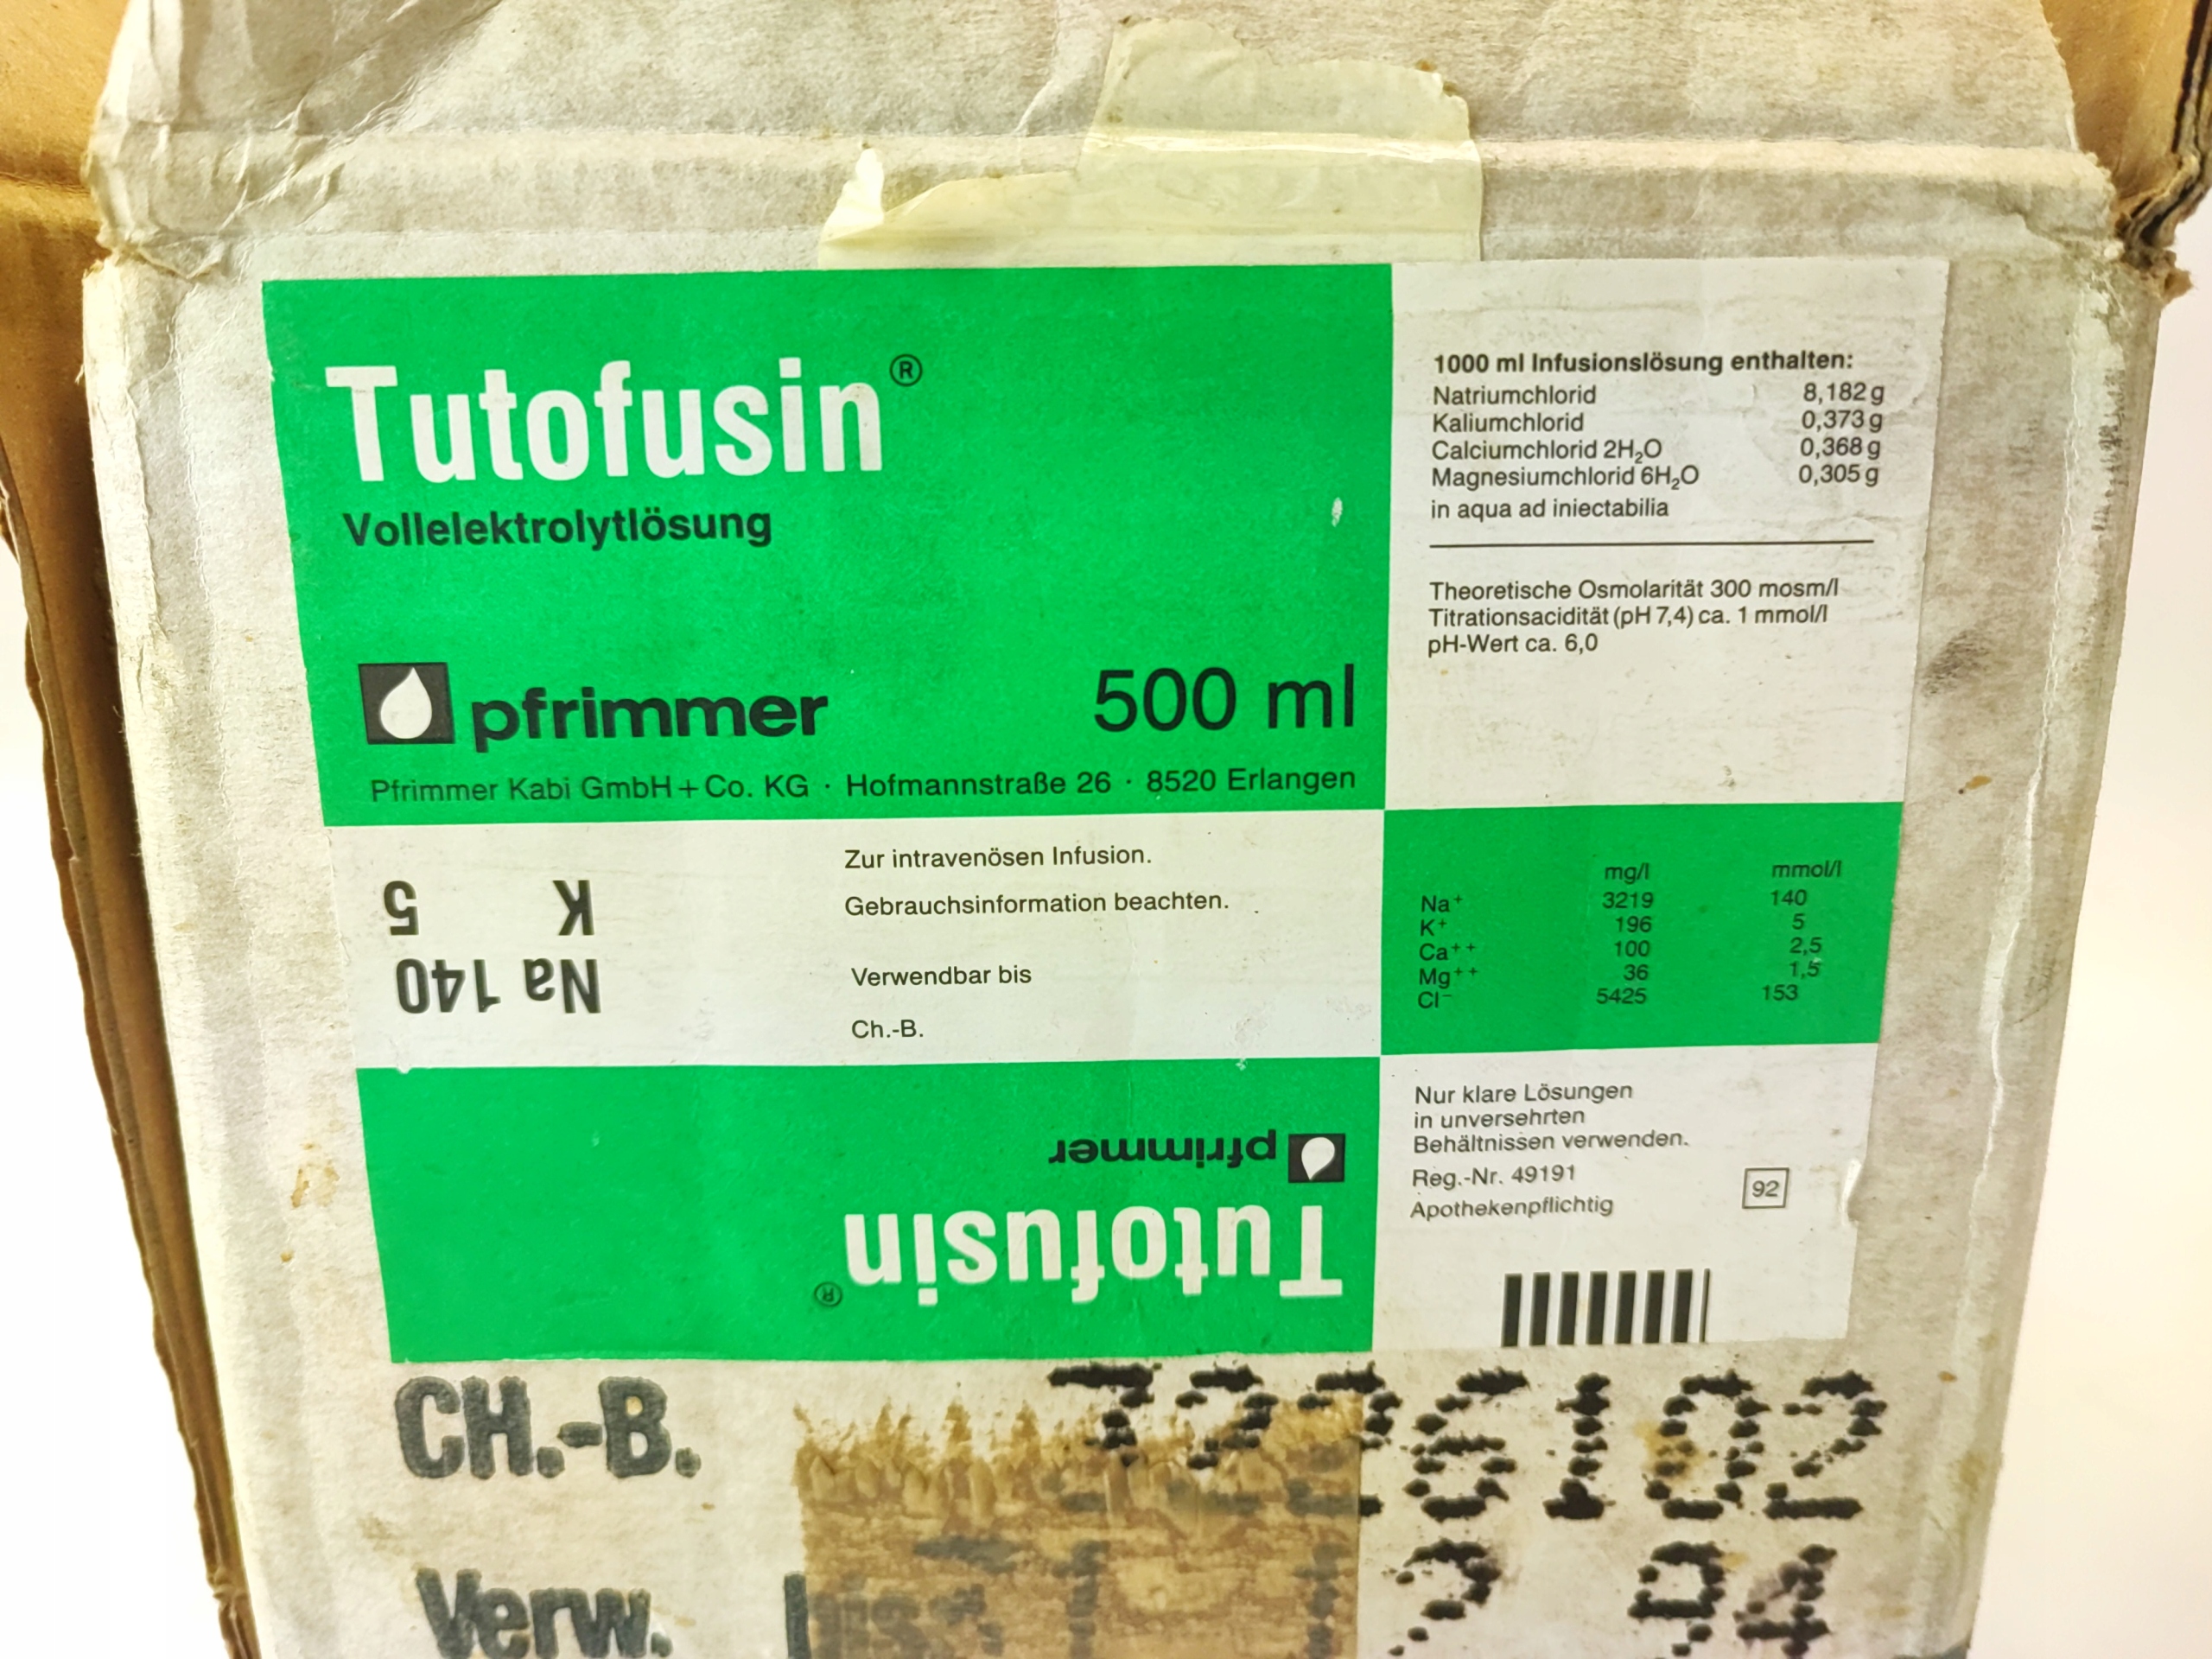 Tutofusin®
Vollelektrolytlösung
pfrimmer 500 ml
Pfrimmer Kabi GmbH + Co. KG · Hofmannstraße 26 · 8520 Erlangen
1000 ml Infusionslösung enthalten:
Natriumchlorid 8,182 g
Kaliumchlorid 0,373 g
Calciumchlorid 2H₂O 0,368 g
Magnesiumchlorid 6H₂O 0,305 g
in aqua ad iniectabilia
Theoretische Osmolarität 300 mosm/l
Titrationsacidität (pH 7,4) ca. 1 mmol/l
pH-Wert ca. 6,0
Na 140
K 5
Zur intravenösen Infusion.
Gebrauchsinformation beachten.
Verwendbar bis
Ch.-B.
mg/l mmol/l
Na⁺ 3219 140
K⁺ 196 5
Ca⁺⁺ 100 2,5
Mg⁺⁺ 36 1,5
Cl⁻ 5425 153
Tutofusin®
pfrimmer
Nur klare Lösungen
in unversehrten
Behältnissen verwenden.
Reg.-Nr. 49191
Apothekenpflichtig
92
CH.-B.
Verw. bis: 94